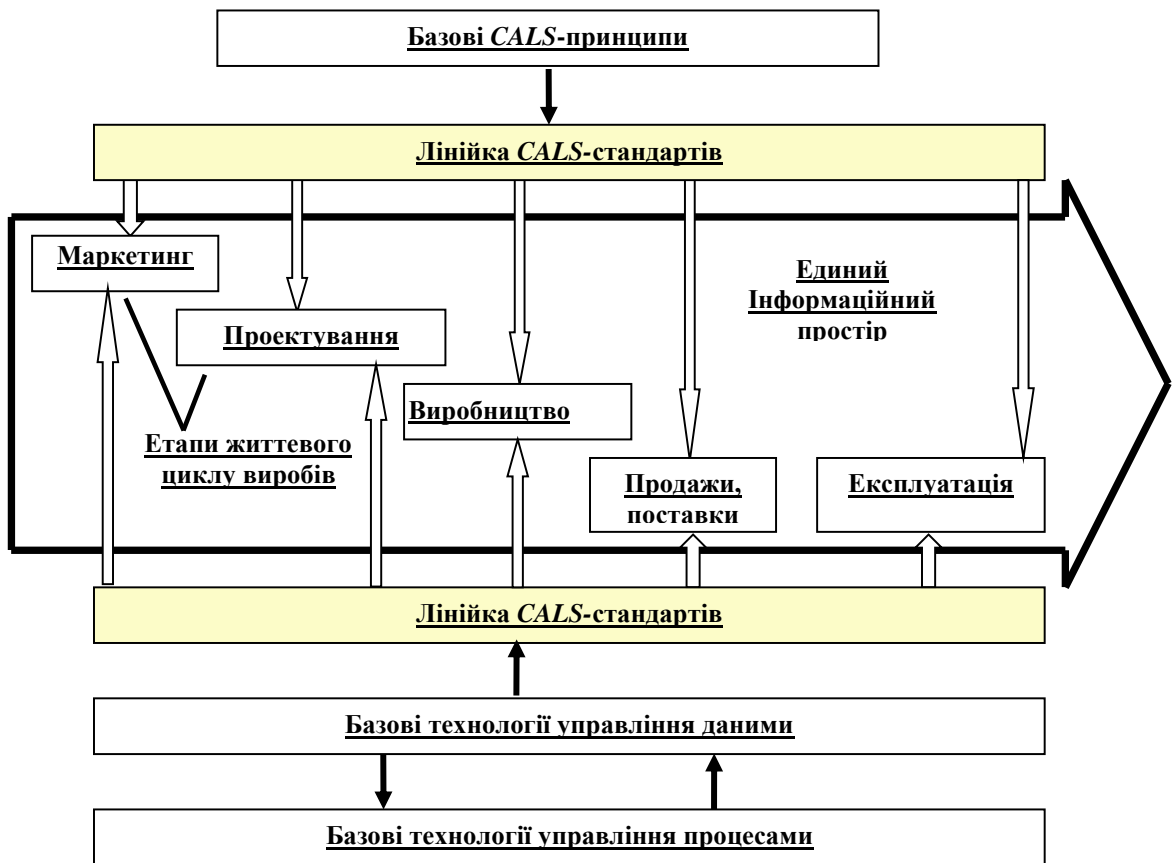 Базові CALS-принципи
Лінійка CALS-стандартів
Маркетинг
Единий
Інформаційний
простір
Проектування
Виробництво
Етапи життевого
циклу виробів
Продажи,
поставки
Експлуатація
Лінійка CALS-стандартів
Базові технології управління даними
Базові технології управління процесами